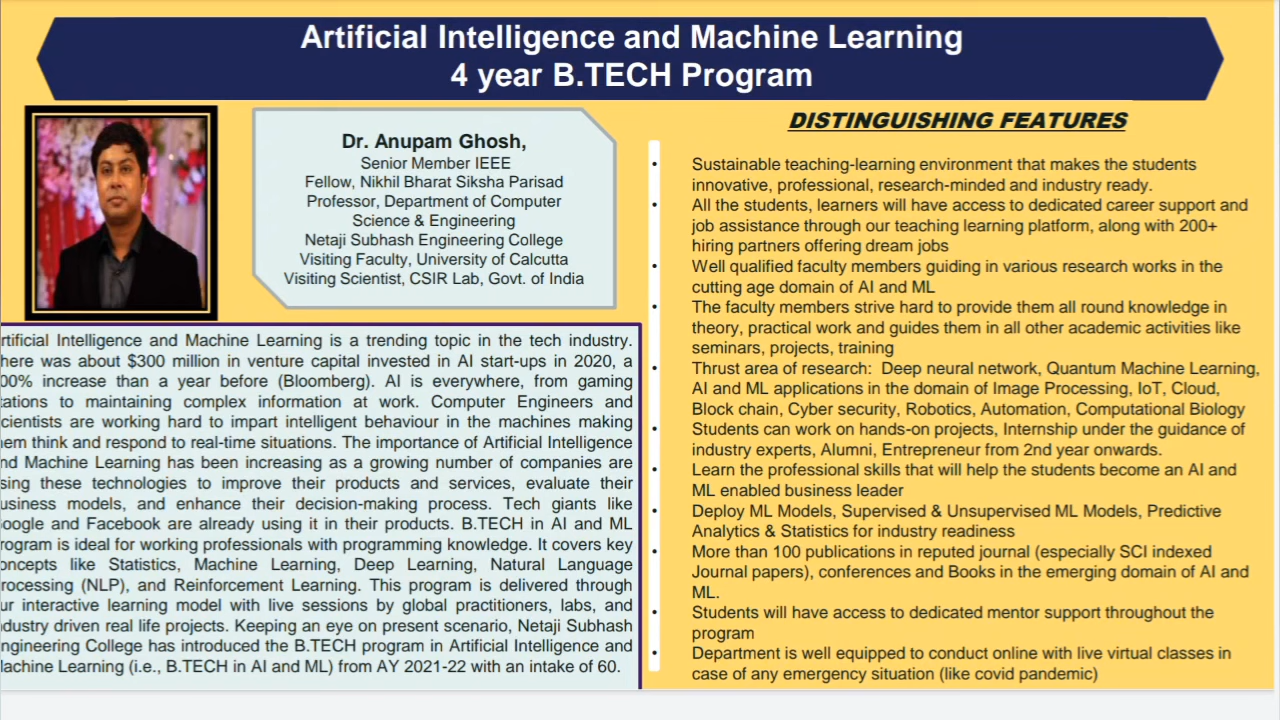 Artificial Intelligence and Machine Learning
4 year B.TECH Program
Dr. Anupam Ghosh,
Senior Member IEEE
Fellow, Nikhil Bharat Siksha Parisad
Professor, Department of Computer
Science & Engineering
Netaji Subhash Engineering College
Visiting Faculty, University of Calcutta
Visiting Scientist, CSIR Lab, Govt. of India
rtificial Intelligence and Machine Learning is a trending topic in the tech industry.
here was about $300 million in venture capital invested in AI start-ups in 2020, a
00% increase than a year before (Bloomberg). AI is everywhere, from gaming
tations to maintaining complex information at work. Computer Engineers and
cientists are working hard to impart intelligent behaviour in the machines making
em think and respond to real-time situations. The importance of Artificial Intelligence
nd Machine Learning has been increasing as a growing number of companies are
sing these technologies to improve their products and services, evaluate their
usiness models, and enhance their decision-making process. Tech giants like
oogle and Facebook are already using it in their products. B.TECH in AI and ML
rogram is ideal for working professionals with programming knowledge. It covers key
oncepts like Statistics, Machine Learning, Deep Learning, Natural Language
rocessing (NLP), and Reinforcement Learning. This program is delivered through
ur interactive learning model with live sessions by global practitioners, labs, and
dustry driven real life projects. Keeping an eye on present scenario, Netaji Subhash
ngineering College has introduced the B.TECH program in Artificial Intelligence and
achine Learning (i.e., B.TECH in AI and ML) from AY 2021-22 with an intake of 60.
DISTINGUISHING FEATURES
• Sustainable teaching-learning environment that makes the students
innovative, professional, research-minded and industry ready.
• All the students, learners will have access to dedicated career support and
job assistance through our teaching learning platform, along with 200+
hiring partners offering dream jobs
• Well qualified faculty members guiding in various research works in the
cutting age domain of AI and ML
• The faculty members strive hard to provide them all round knowledge in
theory, practical work and guides them in all other academic activities like
seminars, projects, training
• Thrust area of research: Deep neural network, Quantum Machine Learning,
AI and ML applications in the domain of Image Processing, IoT, Cloud,
Block chain, Cyber security, Robotics, Automation, Computational Biology
• Students can work on hands-on projects, Internship under the guidance of
industry experts, Alumni, Entrepreneur from 2nd year onwards.
• Learn the professional skills that will help the students become an AI and
ML enabled business leader
• Deploy ML Models, Supervised & Unsupervised ML Models, Predictive
Analytics & Statistics for industry readiness
• More than 100 publications in reputed journal (especially SCI indexed
Journal papers), conferences and Books in the emerging domain of AI and
ML.
• Students will have access to dedicated mentor support throughout the
program
• Department is well equipped to conduct online with live virtual classes in
case of any emergency situation (like covid pandemic)